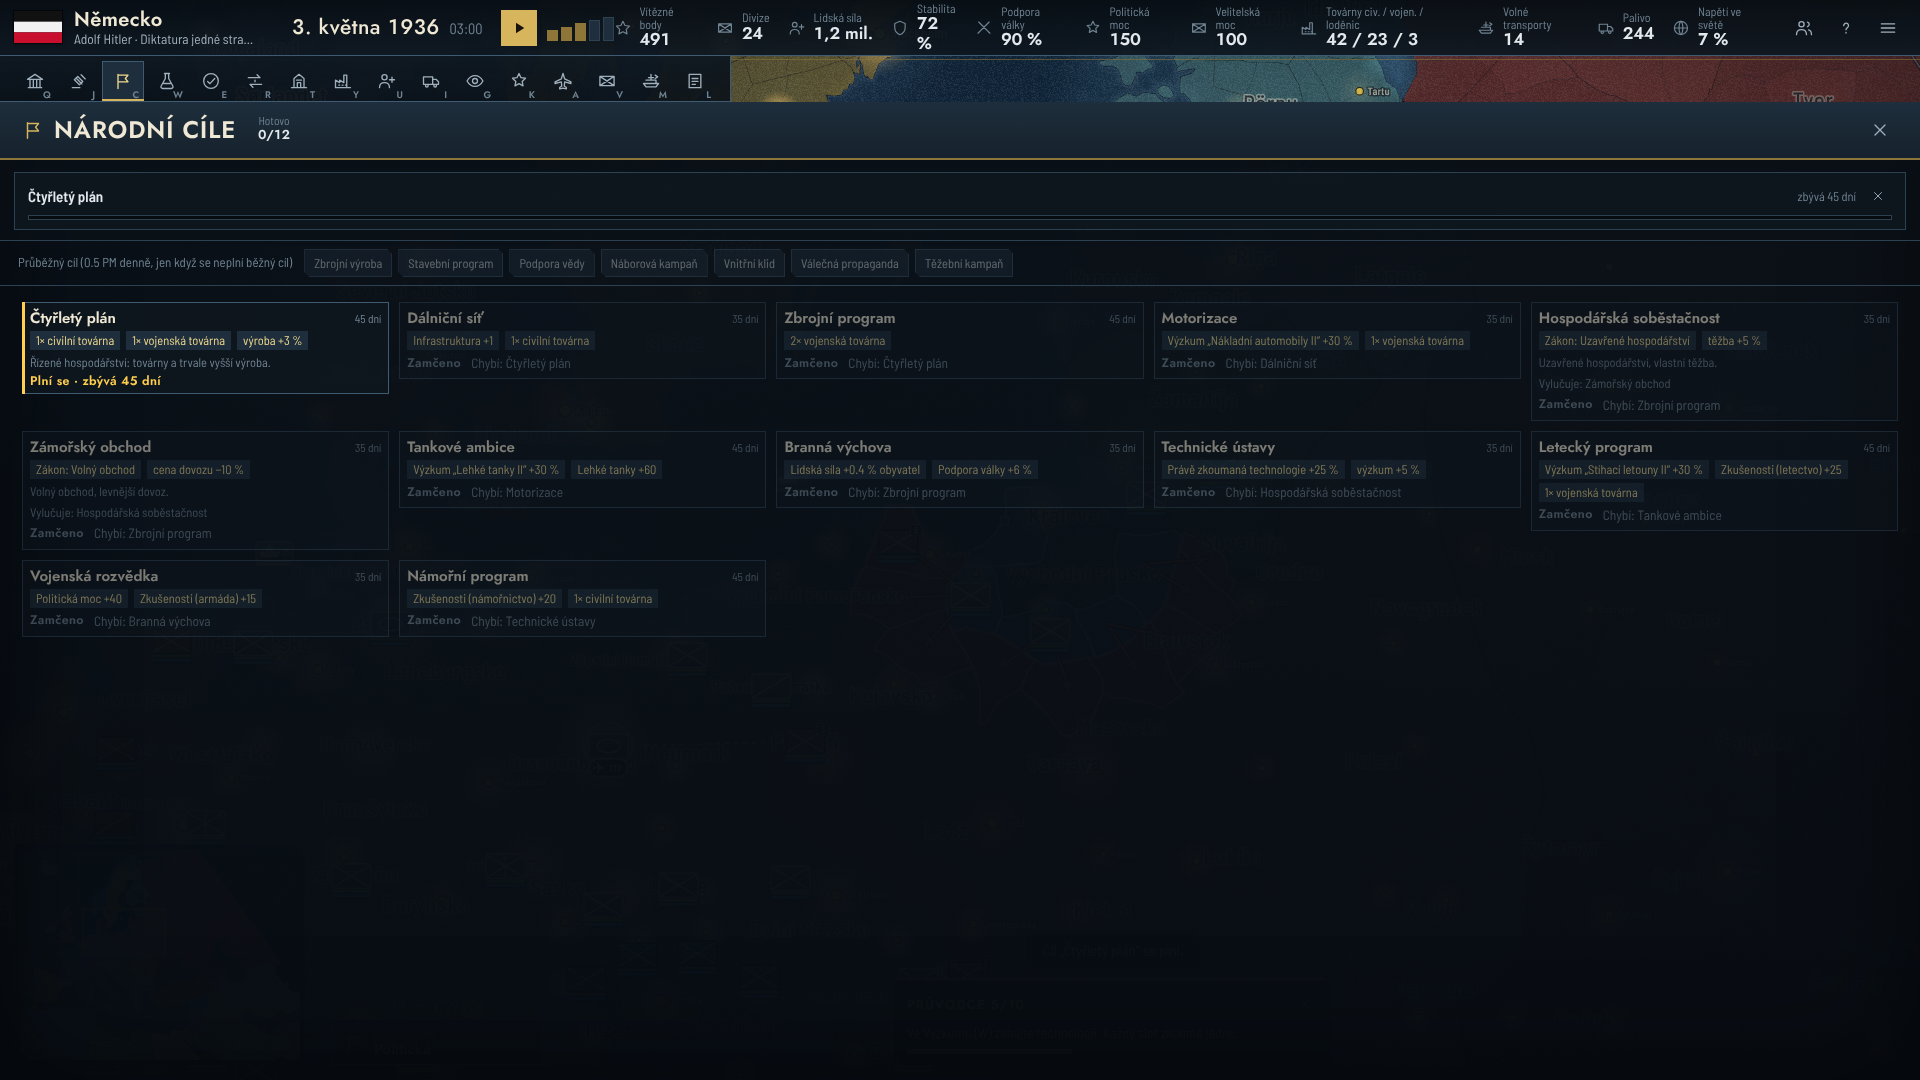 Německo
Adolf Hitler · Diktatura jedné stra...
3. května 1936 03:00
Vítězné body 491
Divize 24
Lidská síla 1,2 mil.
Stabilita 72 %
Podpora války 90 %
Politická moc 150
Velitelská moc 100
Továrny civ. / vojen. / loděnic 42 / 23 / 3
Volné transporty 14
Palivo 244
Napětí ve světě 7 %
?
Q J C W E R T Y U I G K A V M L
Tartu
NÁRODNÍ CÍLE
Hotovo 0/12
Čtyřletý plán
zbývá 45 dní
Průběžný cíl (0.5 PM denně, jen když se neplní běžný cíl)
Zbrojní výroba
Stavební program
Podpora vědy
Náborová kampaň
Vnitřní klid
Válečná propaganda
Těžební kampaň
Čtyřletý plán 45 dní
1× civilní továrna 1× vojenská továrna výroba +3 %
Řízené hospodářství: továrny a trvale vyšší výroba.
Plní se · zbývá 45 dní
Dálniční síť 35 dní
Infrastruktura +1 1× civilní továrna
Zamčeno Chybí: Čtyřletý plán
Zbrojní program 45 dní
2× vojenská továrna
Zamčeno Chybí: Čtyřletý plán
Motorizace 35 dní
Výzkum „Nákladní automobily II“ +30 % 1× vojenská továrna
Zamčeno Chybí: Dálniční síť
Hospodářská soběstačnost 35 dní
Zákon: Uzavřené hospodářství těžba +5 %
Uzavřené hospodářství, vlastní těžba.
Vylučuje: Zámořský obchod
Zamčeno Chybí: Zbrojní program
Zámořský obchod 35 dní
Zákon: Volný obchod cena dovozu −10 %
Volný obchod, levnější dovoz.
Vylučuje: Hospodářská soběstačnost
Zamčeno Chybí: Zbrojní program
Tankové ambice 45 dní
Výzkum „Lehké tanky II“ +30 % Lehké tanky +60
Zamčeno Chybí: Motorizace
Branná výchova 35 dní
Lidská síla +0.4 % obyvatel Podpora války +6 %
Zamčeno Chybí: Zbrojní program
Technické ústavy 35 dní
Právě zkoumaná technologie +25 % výzkum +5 %
Zamčeno Chybí: Hospodářská soběstačnost
Letecký program 45 dní
Výzkum „Stíhací letouny II“ +30 % Zkušenosti (letectvo) +25
1× vojenská továrna
Zamčeno Chybí: Tankové ambice
Vojenská rozvědka 35 dní
Politická moc +40 Zkušenosti (armáda) +15
Zamčeno Chybí: Branná výchova
Námořní program 45 dní
Zkušenosti (námořnictvo) +20 1× civilní továrna
Zamčeno Chybí: Technické ústavy